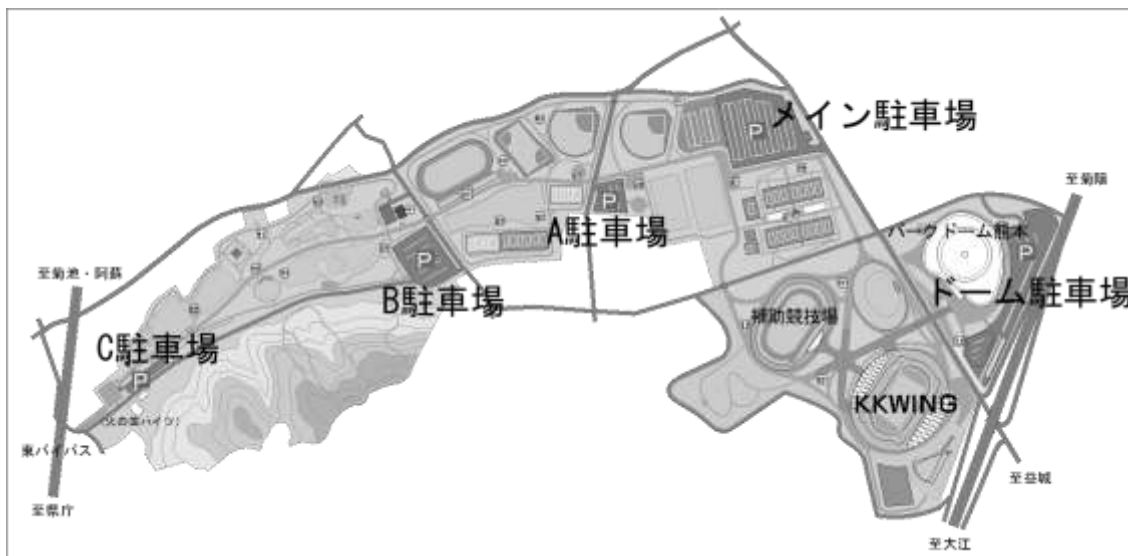 メイン駐車場
P
至菊陽
P
A駐車場
パークドーム熊本
P
至菊池・阿蘇
P
B駐車場
ドーム駐車場
補助競技場
C駐車場
P
KKWING
東バイパス
至益城
至県庁
至大江